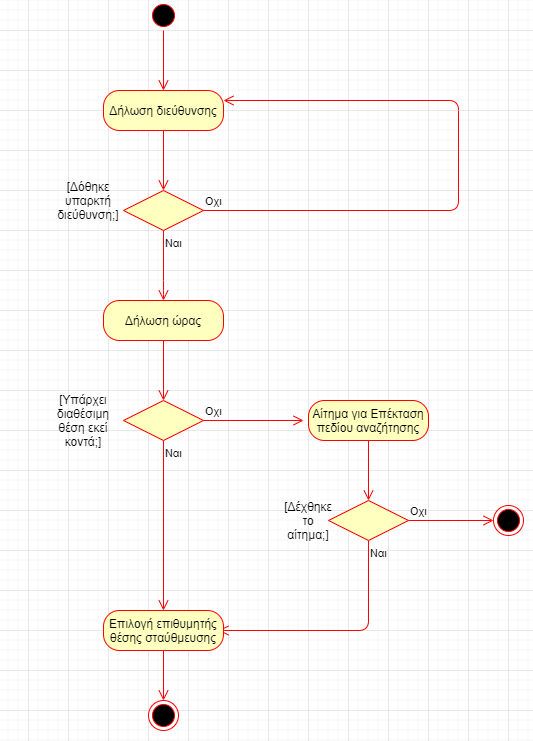 Δήλωση διεύθυνσης
[Δόθηκε
υπαρκτή
διεύθυνση;]
Οχι
Ναι
Δήλωση ώρας
[Υπάρχει
διαθέσιμη
θέση εκεί
κοντά;]
Οχι
Ναι
Αίτημα για Επέκταση
πεδίου αναζήτησης
[Δέχθηκε
το
αίτημα;]
Οχι
Ναι
Επιλογή επιθυμητής
θέσης σταύθμευσης